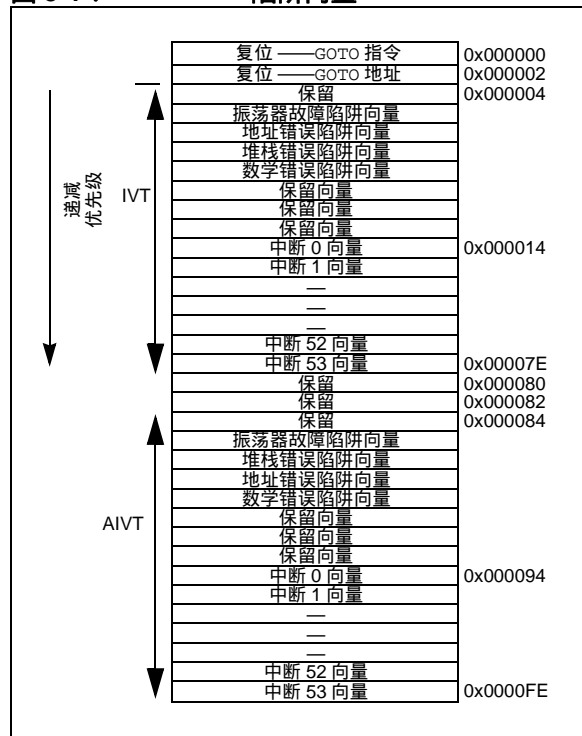 复位 ——GOTO 指令 0x000000
复位 ——GOTO 地址 0x000002
保留 0x000004
振荡器故障陷阱向量
地址错误陷阱向量
堆栈错误陷阱向量
数学错误陷阱向量
保留向量
保留向量
保留向量
中断 0 向量 0x000014
中断 1 向量
—
—
—
中断 52 向量
中断 53 向量 0x00007E
递减
优先级
IVT
保留 0x000080
保留 0x000082
保留 0x000084
振荡器故障陷阱向量
堆栈错误陷阱向量
地址错误陷阱向量
数学错误陷阱向量
保留向量
保留向量
保留向量
中断 0 向量 0x000094
中断 1 向量
—
—
—
中断 52 向量
中断 53 向量 0x0000FE
AIVT